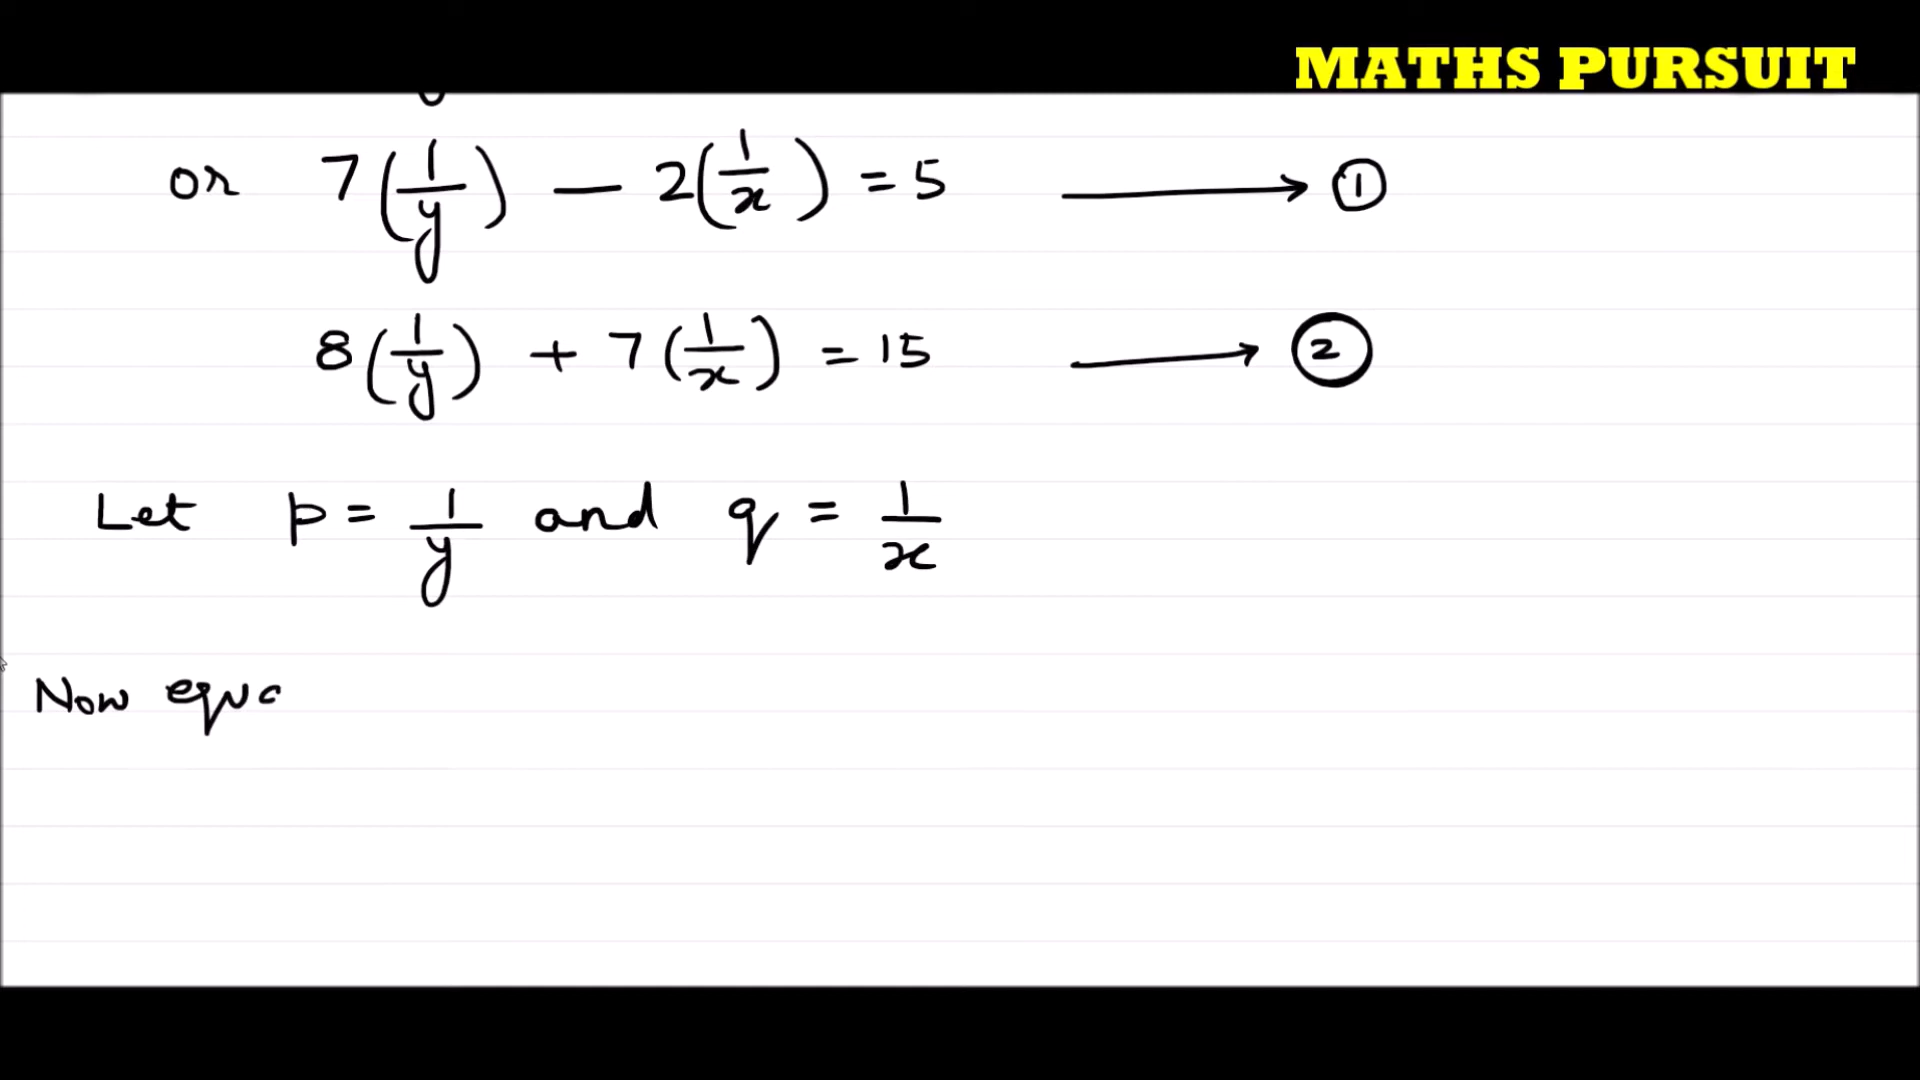 MATHS PURSUIT
or 7(1/y) — 2(1/x) = 5 ⟶ ①
8(1/y) + 7(1/x) = 15 ⟶ ②
Let p = 1/y and q = 1/x
Now equa